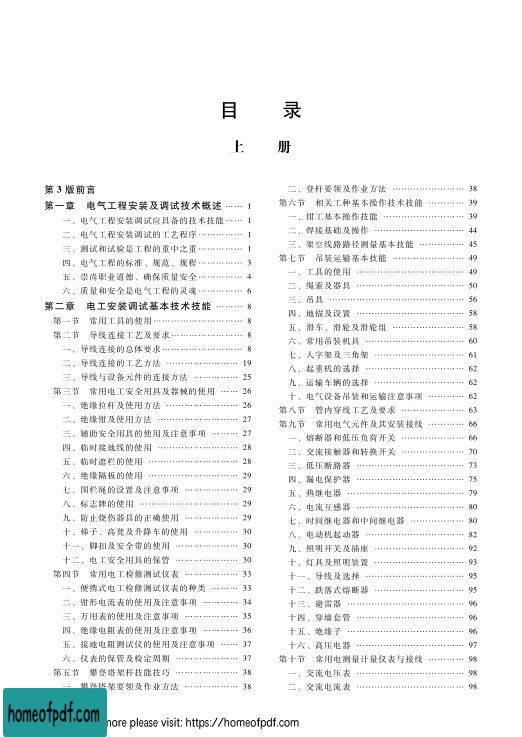 目 录
上 册
第 3 版前言
第一章 电气工程安装及调试技术概述 …… 1
一、电气工程安装调试应具备的技术技能 …… 1
二、电气工程安装调试的工艺程序 …………… 1
三、测试和试验是工程的重中之重 …………… 1
四、电气工程的标准、规范、规程 …………… 3
五、崇尚职业道德、确保质量安全 …………… 4
六、质量和安全是电气工程的灵魂 …………… 6
第二章 电工安装调试基本技术技能 ……… 8
第一节 常用工具的使用 ……………………… 8
第二节 导线连接工艺及要求 ………………… 8
一、导线连接的总体要求 …………………… 8
二、导线连接的工艺方法 ………………… 19
三、导线与设备元件的连接方法 ………… 25
第三节 常用电工安全用具及器械的使用 …… 26
一、绝缘拉杆及使用方法 ………………… 26
二、绝缘钳及使用方法 …………………… 27
三、辅助安全用具的使用及注意事项 ……… 27
四、临时接地线的使用 …………………… 28
五、临时遮栏的使用 ……………………… 28
六、绝缘隔板的使用 ……………………… 29
七、围栏绳的设置及注意事项 …………… 29
八、标志牌的使用 ………………………… 29
九、防止烧伤器具的正确使用 …………… 29
十、梯子、高凳及升降车的使用 ………… 30
十一、脚扣及安全带的使用 ……………… 30
十二、电工安全用具的保管 ……………… 30
第四节 常用电工检修测试仪表 …………… 33
一、便携式电工检修测试仪表的种类 ……… 33
二、钳形电流表的使用及注意事项 ………… 34
三、万用表的使用及注意事项 …………… 35
四、绝缘电阻表的使用及注意事项 ………… 36
五、接地电阻测试仪的使用及注意事项 …… 37
六、仪表的保管及检定周期 ……………… 37
第五节 攀登塔架杆技能技巧 ……………… 38
一、攀登塔架要领及作业方法 …………… 38
二、登杆要领及作业方法 ………………… 38
第六节 相关工种基本操作技术技能 ……… 39
一、钳工基本操作技能 …………………… 39
二、焊接基础及操作 ……………………… 44
三、架空线路路径测量基本技能 ………… 45
第七节 吊装运输基本技能 ………………… 49
一、工具的使用 …………………………… 49
二、绳索及器具 …………………………… 50
三、吊具 …………………………………… 56
四、地锚及设置 …………………………… 58
五、滑车、滑轮及滑轮组 ………………… 58
六、常用吊装机具 ………………………… 60
七、人字架及三角架 ……………………… 61
八、起重机的选择 ………………………… 62
九、运输车辆的选择 ……………………… 62
十、电气设备吊装和运输注意事项 ……… 62
第八节 管内穿线工艺及要求 ……………… 63
第九节 常用电气元件及其安装接线 ……… 66
一、熔断器和低压负荷开关 ……………… 66
二、交流接触器和转换开关 ……………… 70
三、低压断路器 …………………………… 73
四、漏电保护器 …………………………… 75
五、热继电器 ……………………………… 79
六、电流互感器 …………………………… 80
七、时间继电器和中间继电器 …………… 80
八、电动机起动器 ………………………… 82
九、照明开关及插座 ……………………… 92
十、灯具及照明装置 ……………………… 93
十一、导线及选择 ………………………… 95
十二、跌落式熔断器 ……………………… 95
十三、避雷器 ……………………………… 96
十四、穿墙套管 …………………………… 96
十五、绝缘子 ……………………………… 96
十六、高压电器 …………………………… 97
第十节 常用电测量计量仪表与接线 ……… 98
一、交流电压表 …………………………… 98
二、交流电流表 …………………………… 98
homeofpdf.com
more please visit: https://homeofpdf.com